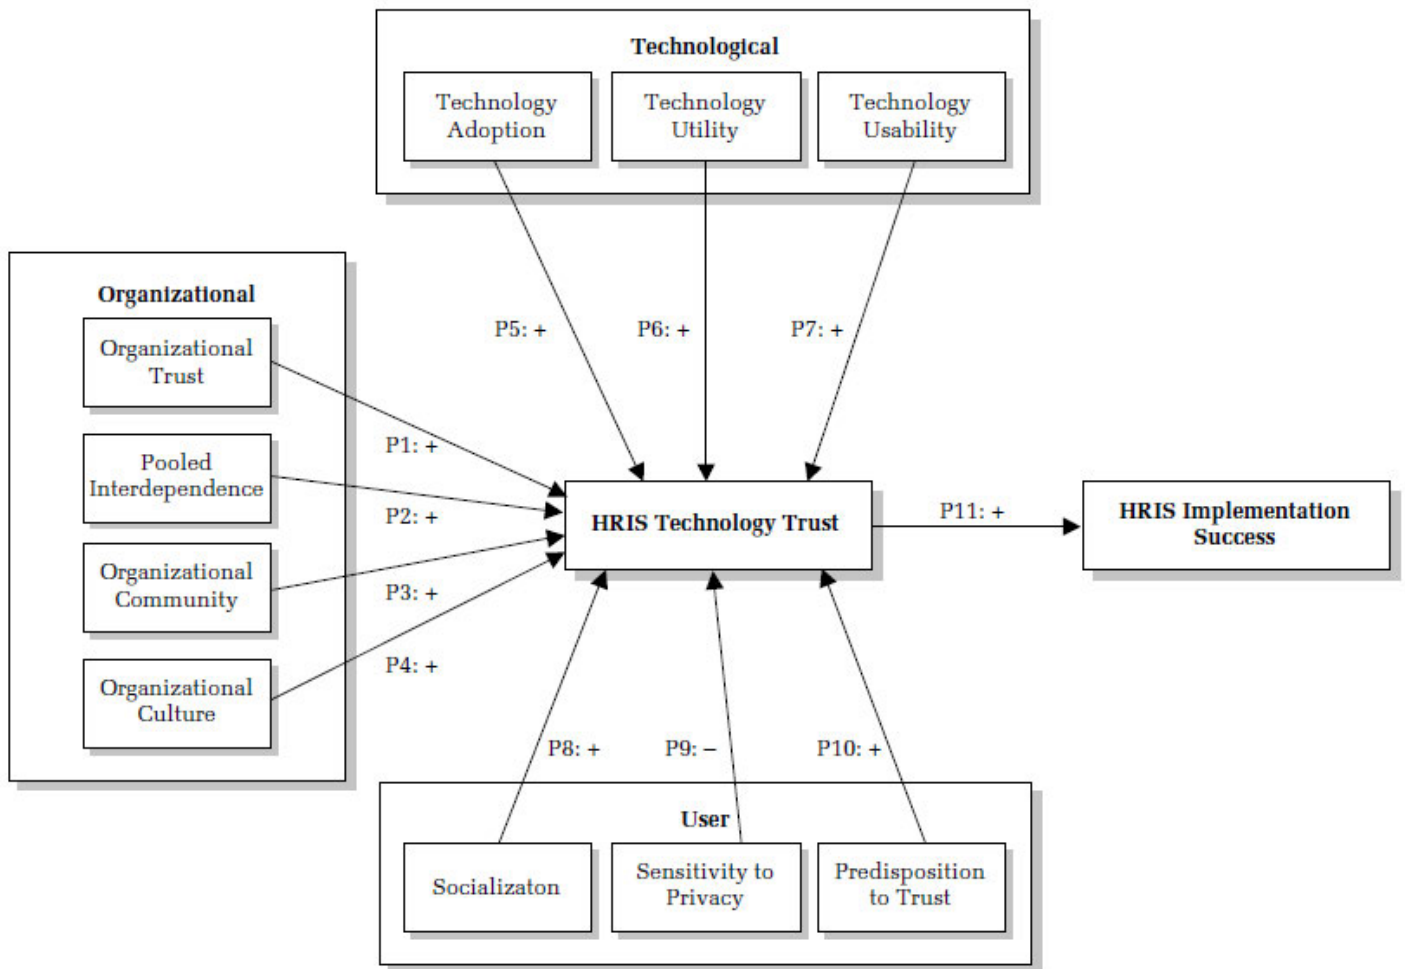 Technological
Technology
Adoption
Technology
Utility
Technology
Usability
Organizational
Organizational
Trust
Pooled
Interdependence
Organizational
Community
Organizational
Culture
P5: +
P6: +
P7: +
P1: +
P2: +
P3: +
P4: +
HRIS Technology Trust
P11: +
HRIS Implementation
Success
P8: +
P9: −
P10: +
User
Socializaton
Sensitivity to
Privacy
Predisposition
to Trust